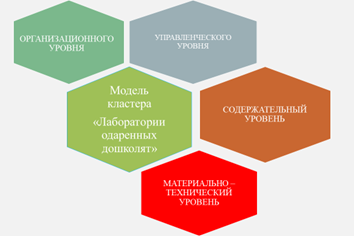 ОРГАНИЗАЦИОННОГО
УРОВНЯ
УПРАВЛЕНЧЕСКОГО
УРОВНЯ
Модель
кластера
«Лаборатории
одаренных
дошколят»
СОДЕРЖАТЕЛЬНЫЙ
УРОВЕНЬ
МАТЕРИАЛЬНО –
ТЕХНИЧЕСКИЙ
УРОВЕНЬ